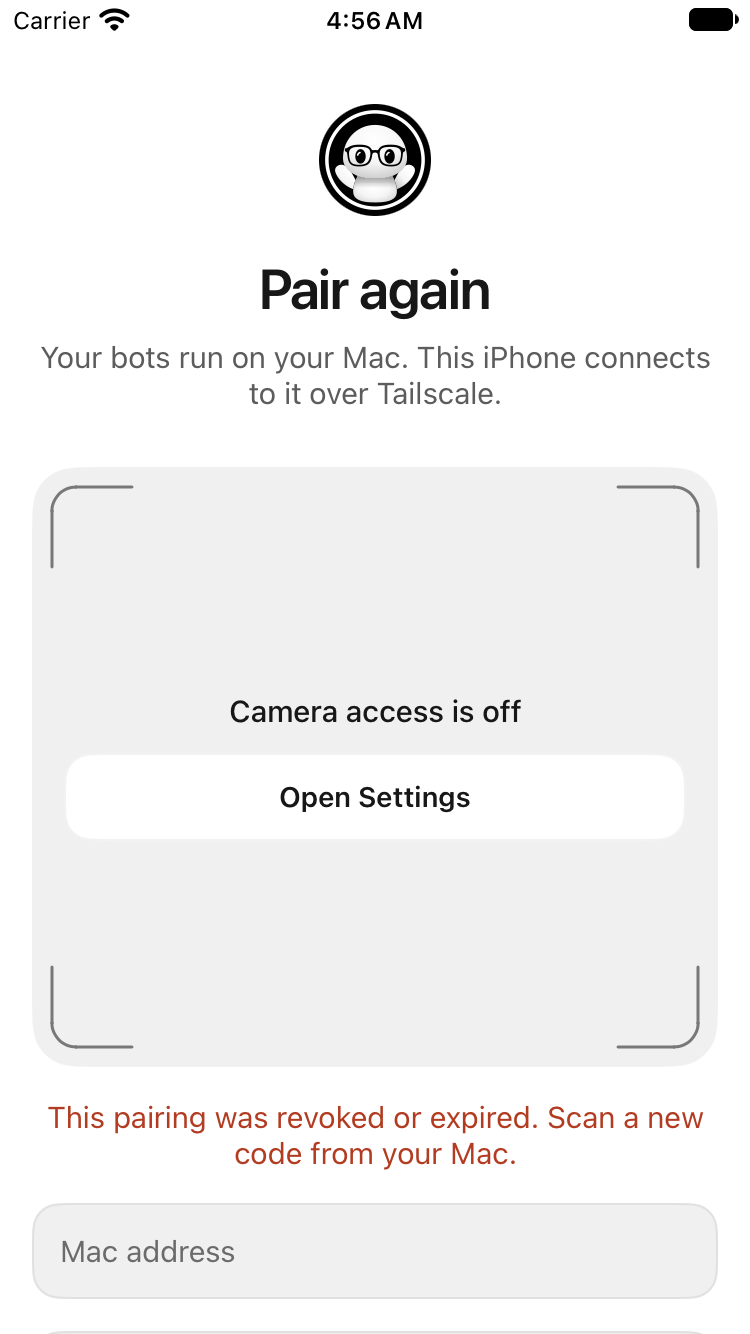 Carrier 4:56 AM
Pair again
Your bots run on your Mac. This iPhone connects
to it over Tailscale.
Camera access is off
Open Settings
This pairing was revoked or expired. Scan a new
code from your Mac.
Mac address